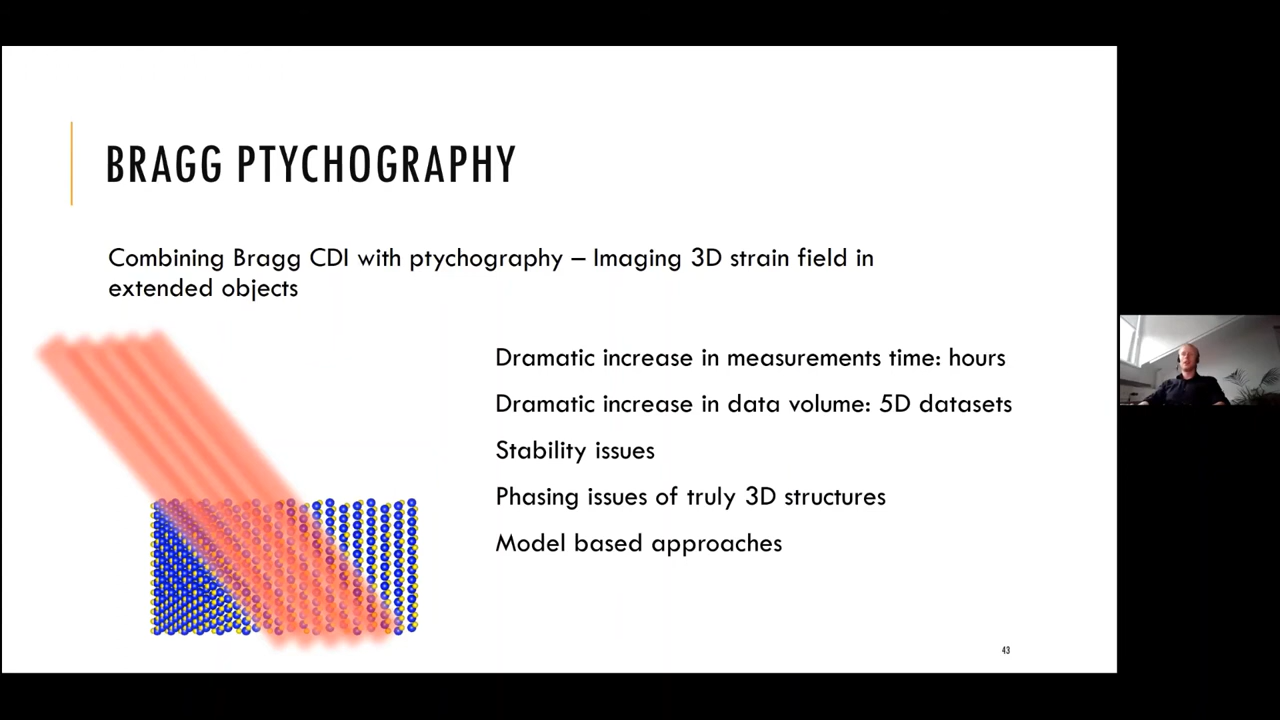 BRAGG PTYCHOGRAPHY
Combining Bragg CDI with ptychography – Imaging 3D strain field in
extended objects
Dramatic increase in measurements time: hours
Dramatic increase in data volume: 5D datasets
Stability issues
Phasing issues of truly 3D structures
Model based approaches
43